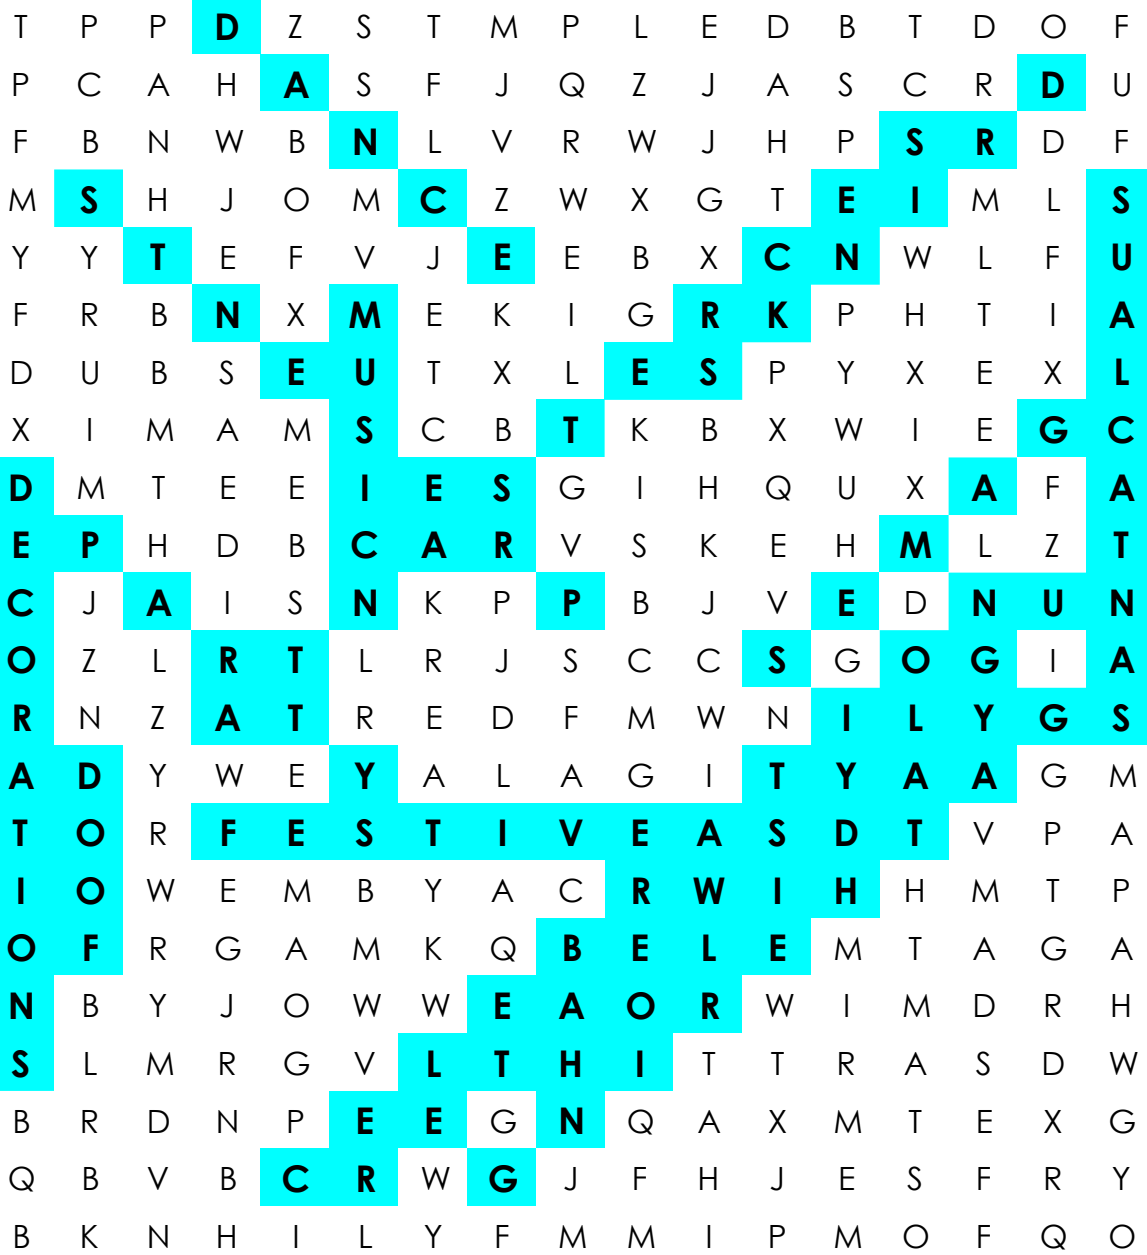 T P P D Z S T M P L E D B T D O F
P C A H A S F J Q Z J A S C R D U
F B N W B N L V R W J H P S R D F
M S H J O M C Z W X G T E I M L S
Y Y T E F V J E E B X C N W L F U
F R B N X M E K I G R K P H T I A
D U B S E U T X L E S P Y X E X L
X I M A M S C B T K B X W I E G C
D M T E E I E S G I H Q U X A F A
E P H D B C A R V S K E H M L Z T
C J A I S N K P P B J V E D N U N
O Z L R T L R J S C C S G O G I A
R N Z A T R E D F M W N I L Y G S
A D Y W E Y A L A G I T Y A A G M
T O R F E S T I V E A S D T V P A
I O W E M B Y A C R W I H H M T P
O F R G A M K Q B E L E M T A G A
N B Y J O W W E A O R W I M D R H
S L M R G V L T H I T T R A S D W
B R D N P E E G N Q A X M T E X G
Q B V B C R W G J F H J E S F R Y
B K N H I L Y F M M I P M O F Q O